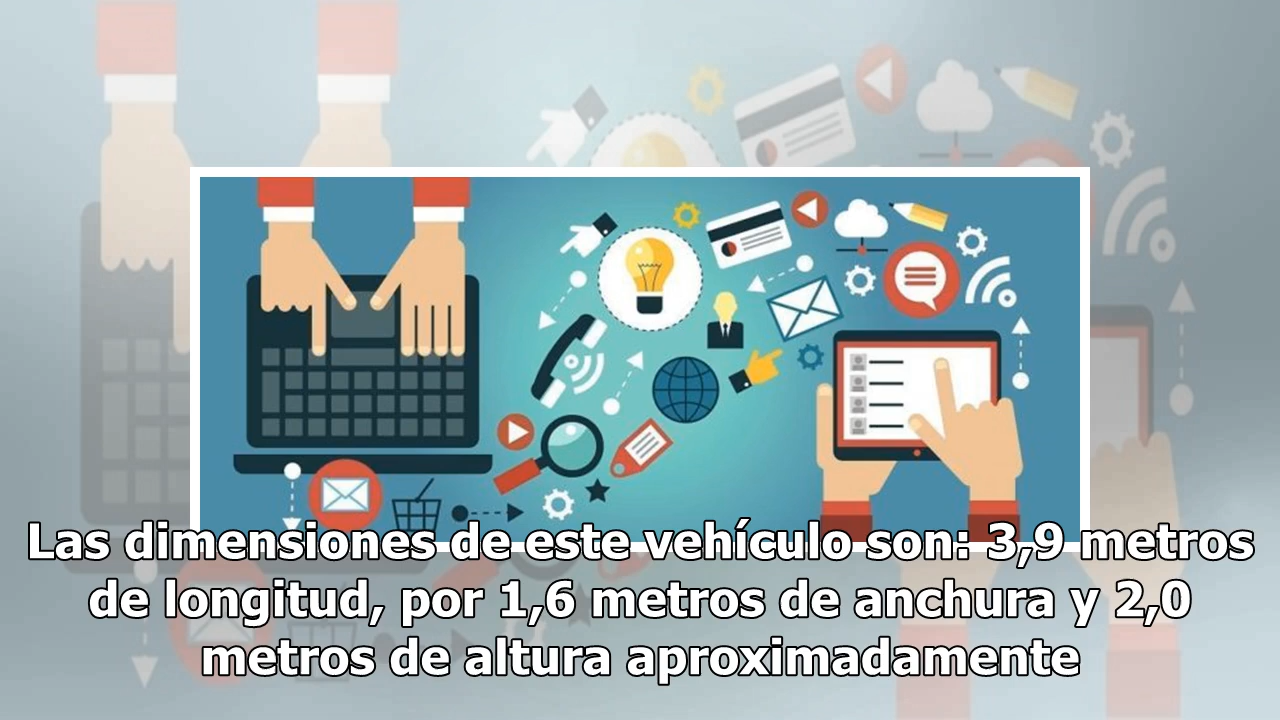 Las dimensiones de este vehículo son: 3,9 metros
de longitud, por 1,6 metros de anchura y 2,0
metros de altura aproximadamente